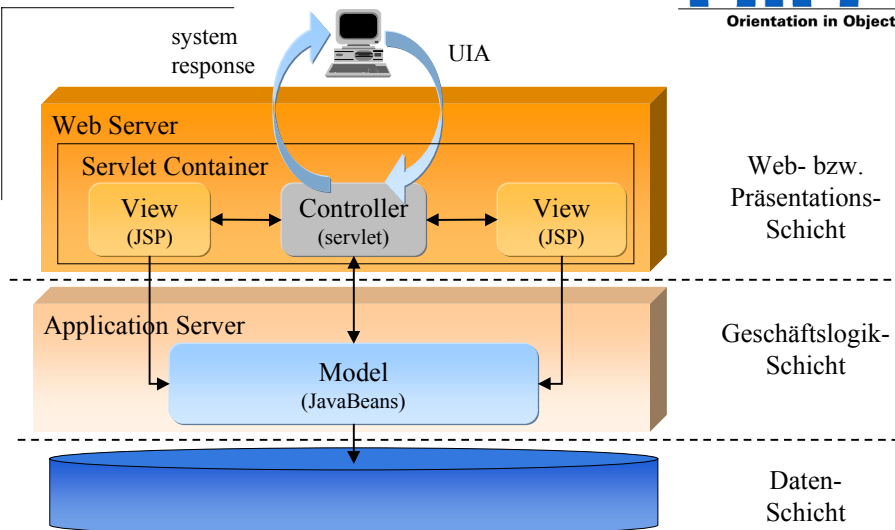 Orientation in Object
system
response
UIA
Web Server
Servlet Container
View
(JSP)
Controller
(servlet)
View
(JSP)
Web- bzw.
Präsentations-
Schicht
Application Server
Model
(JavaBeans)
Geschäftslogik-
Schicht
Daten-
Schicht